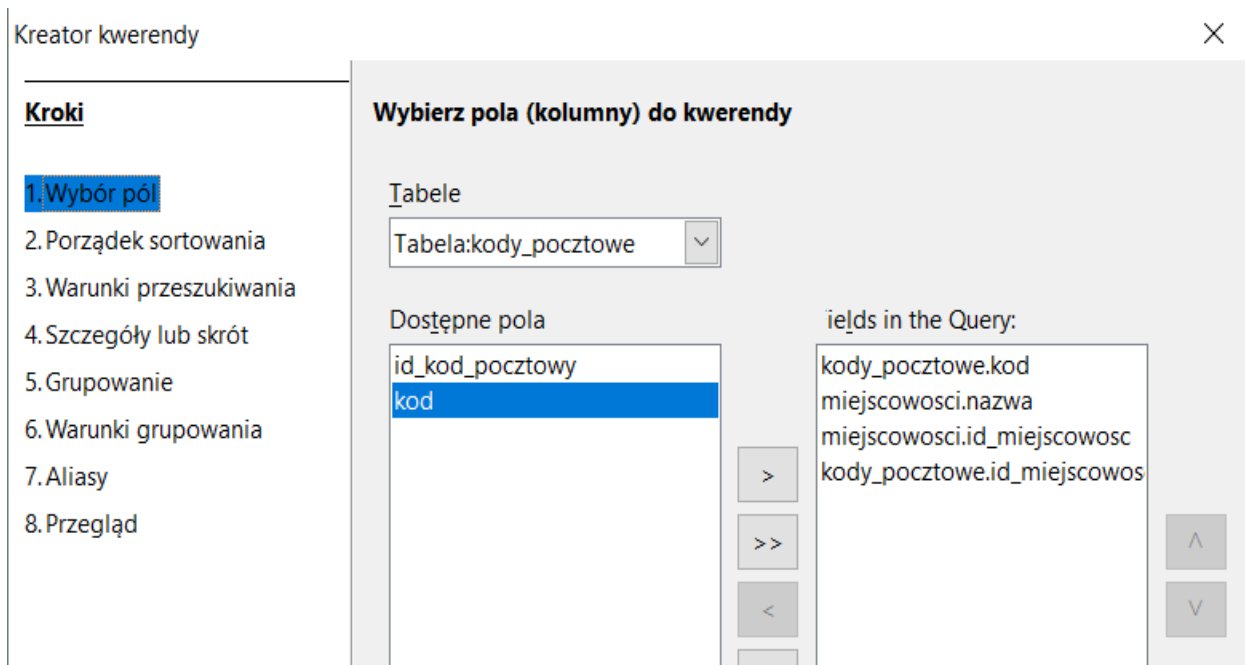 Kreator kwerendy
Kroki
1. Wybór pól
2. Porządek sortowania
3. Warunki przeszukiwania
4. Szczegóły lub skrót
5. Grupowanie
6. Warunki grupowania
7. Aliasy
8. Przegląd
Wybierz pola (kolumny) do kwerendy
Tabele
Tabela:kody_pocztowe
Dostępne pola
id_kod_pocztowy
kod
>
>>
<
ields in the Query:
kody_pocztowe.kod
miejscowosci.nazwa
miejscowosci.id_miejscowosc
kody_pocztowe.id_miejscowosc